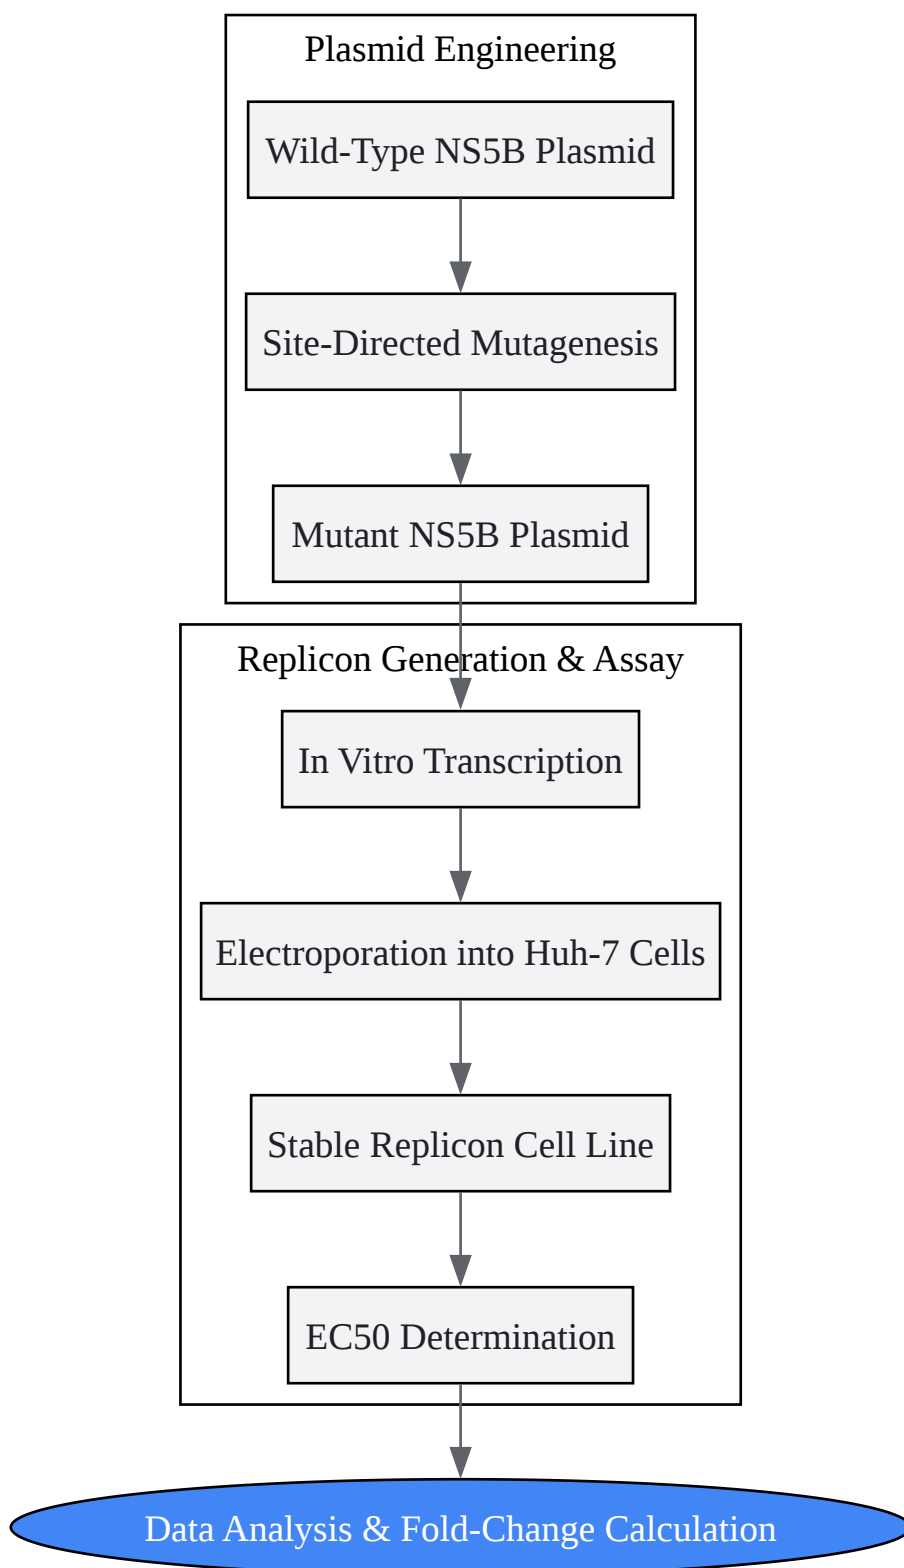 Plasmid Engineering
Wild-Type NS5B Plasmid
Site-Directed Mutagenesis
Mutant NS5B Plasmid
Replicon Generation & Assay
In Vitro Transcription
Electroporation into Huh-7 Cells
Stable Replicon Cell Line
EC50 Determination
Data Analysis & Fold-Change Calculation